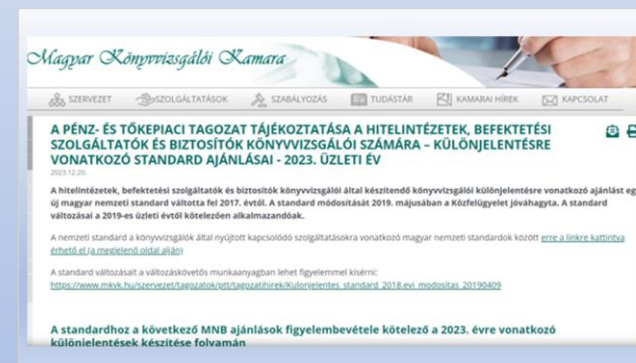 Magyar Könyvvizsgálói Kamara
SZERVEZET SZOLGÁLTATÁSOK SZABÁLYOZÁS TUDÁSTÁR KAMARAI HÍREK KAPCSOLAT
A PÉNZ- ÉS TŐKEPIACI TAGOZAT TÁJÉKOZTATÁSA A HITELINTÉZETEK, BEFEKTETÉSI
SZOLGÁLTATÓK ÉS BIZTOSÍTÓK KÖNYVVIZSGÁLÓI SZÁMÁRA – KÜLÖNJELENTÉSRE
VONATKOZÓ STANDARD AJÁNLÁSAI - 2023. ÜZLETI ÉV
2023.12.20.
A hitelintézetek, befektetési szolgáltatók és biztosítók könyvvizsgálói által készítendő könyvvizsgálói különjelentésre vonatkozó ajánlást eg
új magyar nemzeti standard váltotta fel 2017. évtől. A standard módosítását 2019. májusában a Közfelügyelet jóváhagyta. A standard
változásai a 2019-es üzleti évtől kötelezően alkalmazandóak.
A nemzeti standard a könyvvizsgálók által nyújtott kapcsolódó szolgáltatásokra vonatkozó magyar nemzeti standardok között erre a linkre kattintva
érhető el (a megjelenő oldal alján)
A standard változásait a változáskövetős munkaanyagban lehet figyelemmel kísérni:
https://www.mkvk.hu/szervezet/tagozatok/ptt/tagozatihirek/Kulonjelentes_standard_2018.evi_modositas_20190409
A standardhoz a következő MNB ajánlások figyelembevétele kötelező a 2023. évre vonatkozó
különjelentések készítése folyamán